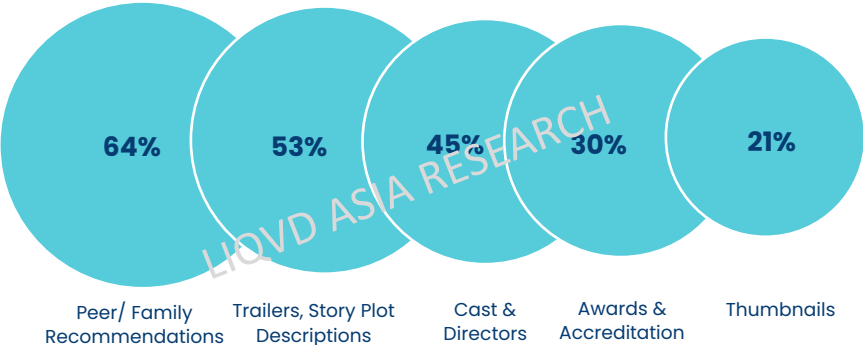 64%
53%
45%
30%
21%
LIQVD ASIA RESEARCH
Peer/ Family
Recommendations
Trailers, Story Plot
Descriptions
Cast &
Directors
Awards &
Accreditation
Thumbnails